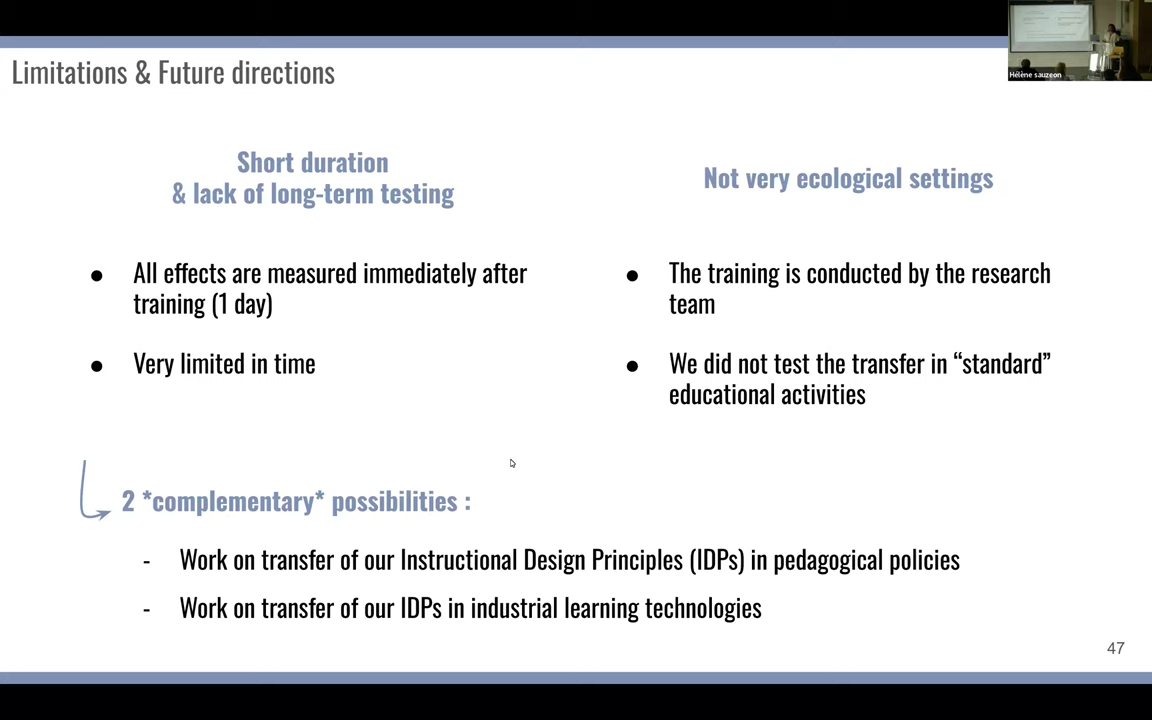 Limitations & Future directions
Hélène sauzeon
Short duration
& lack of long-term testing
● All effects are measured immediately after
training (1 day)
● Very limited in time
Not very ecological settings
● The training is conducted by the research
team
● We did not test the transfer in “standard”
educational activities
2 *complementary* possibilities :
- Work on transfer of our Instructional Design Principles (IDPs) in pedagogical policies
- Work on transfer of our IDPs in industrial learning technologies
47